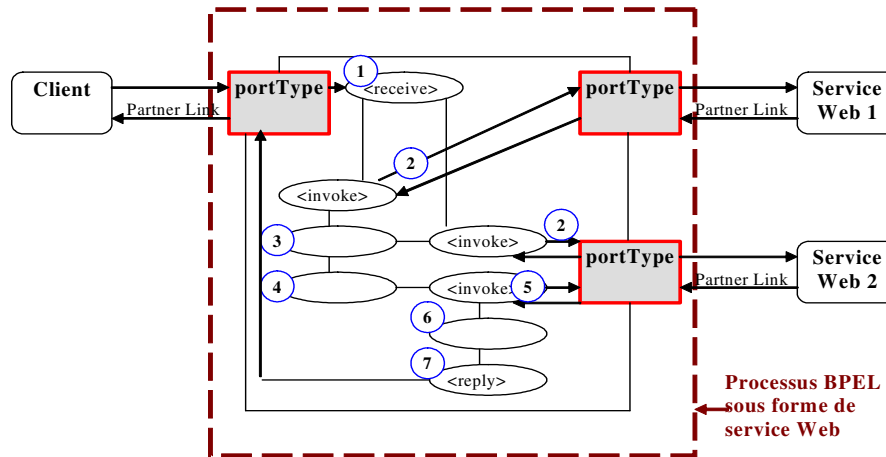 1
Client
portType
<receive>
portType
Service
Web 1
Partner Link
Partner Link
2
<invoke>
2
3
<invoke>
portType
Service
Web 2
4
<invoke>
5
Partner Link
6
7
<reply>
Processus BPEL
sous forme de
service Web